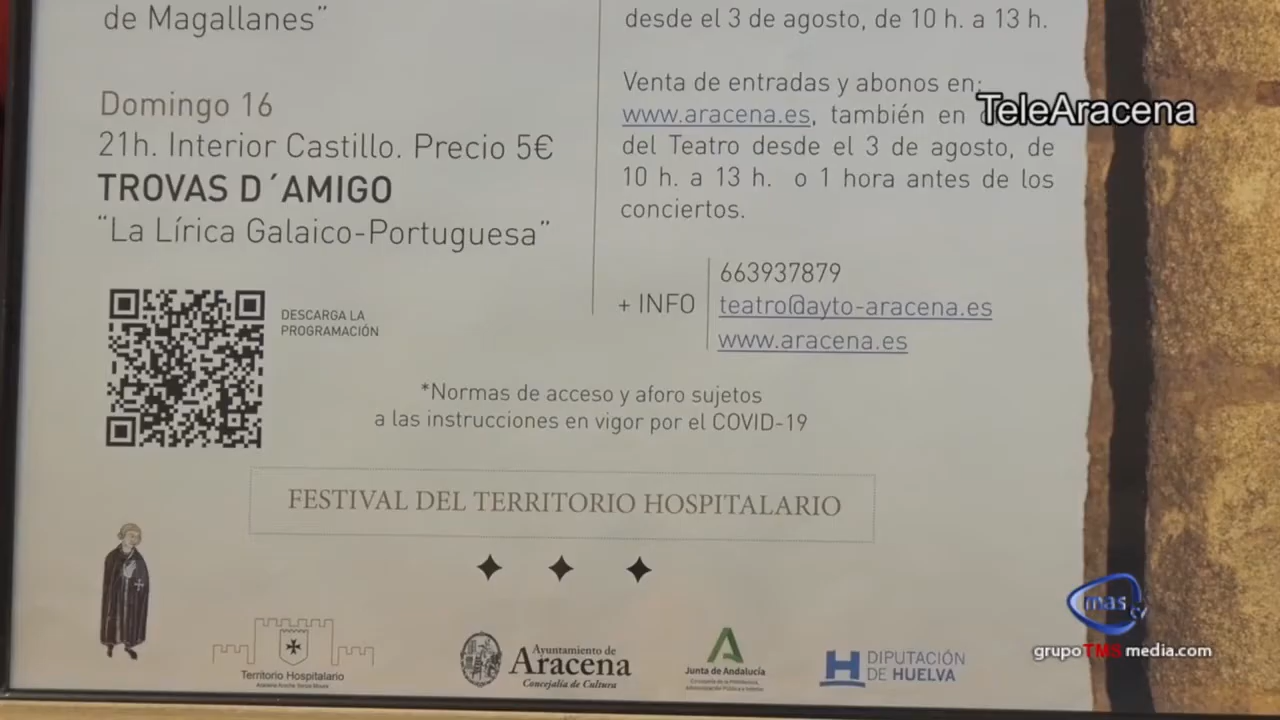 de Magallanes”
Domingo 16
21h. Interior Castillo. Precio 5€
TROVAS D´AMIGO
“La Lírica Galaico-Portuguesa”
DESCARGA LA
PROGRAMACIÓN
desde el 3 de agosto, de 10 h. a 13 h.
Venta de entradas y abonos en:
www.aracena.es, también en
del Teatro desde el 3 de agosto, de
10 h. a 13 h. o 1 hora antes de los
conciertos.
TeleAracena
+ INFO
663937879
teatro@ayto-aracena.es
www.aracena.es
*Normas de acceso y aforo sujetos
a las instrucciones en vigor por el COVID-19
FESTIVAL DEL TERRITORIO HOSPITALARIO
Territorio Hospitalario
Ayuntamiento de
Aracena
Concejalía de Cultura
Junta de Andalucía
DIPUTACIÓN
DE HUELVA
mas tv
grupoTMSmedia.com